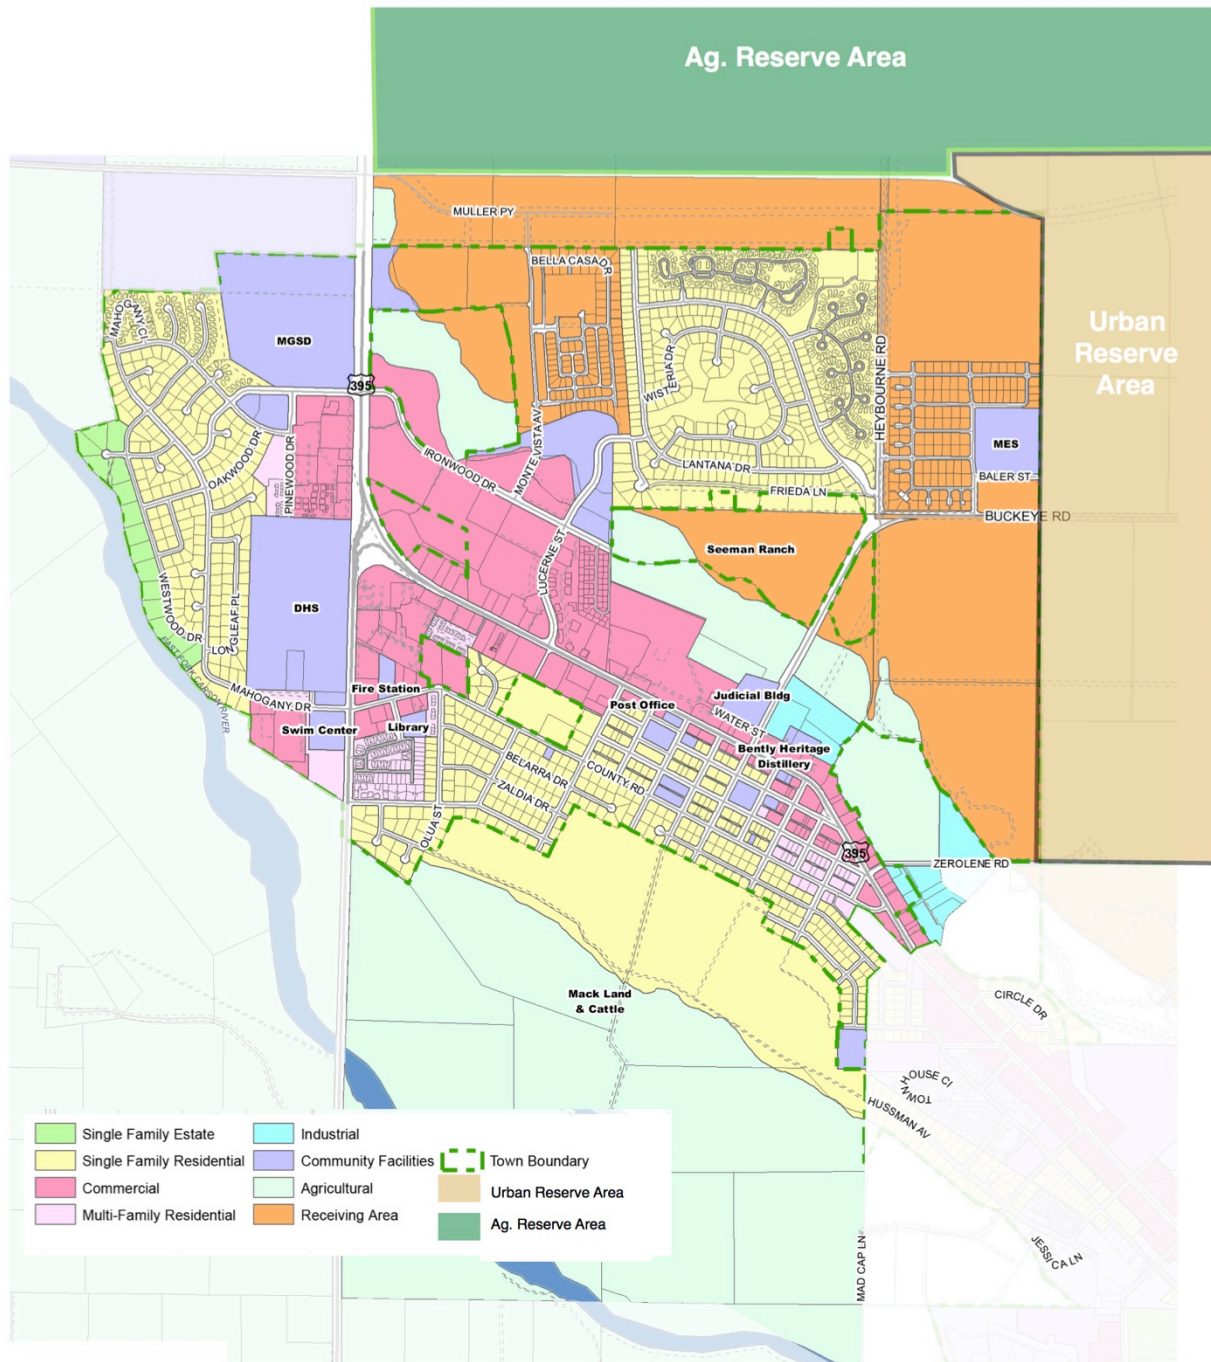 Ag. Reserve Area
MULLER PY
BELLA CASA DR
MAHOGANY CI
MGSD
Urban
Reserve
Area
395
WISTERIA DR
HEYBOURNE RD
MONTE VISTA AV
IRONWOOD DR
OAKWOOD DR
PINEWOOD DR
MES
LANTANA DR
BALER ST
FRIEDA LN
BUCKEYE RD
Seeman Ranch
LUCERNE ST
WESTWOOD DR
DHS
LONGLEAF PL
EAST FORK CARSON RIVER
MAHOGANY DR
Fire Station
Judicial Bldg
Post Office
Swim Center
Library
WATER ST
Bently Heritage
Distillery
BELARRA DR
COUNTY RD
ZALDIA DR
OLUA ST
395
ZEROLENE RD
Mack Land
& Cattle
CIRCLE DR
TOWNHOUSE CI
HUSSMAN AV
JESSICA LN
MAD CAP LN
Single Family Estate
Single Family Residential
Commercial
Multi-Family Residential
Industrial
Community Facilities
Agricultural
Receiving Area
Town Boundary
Urban Reserve Area
Ag. Reserve Area